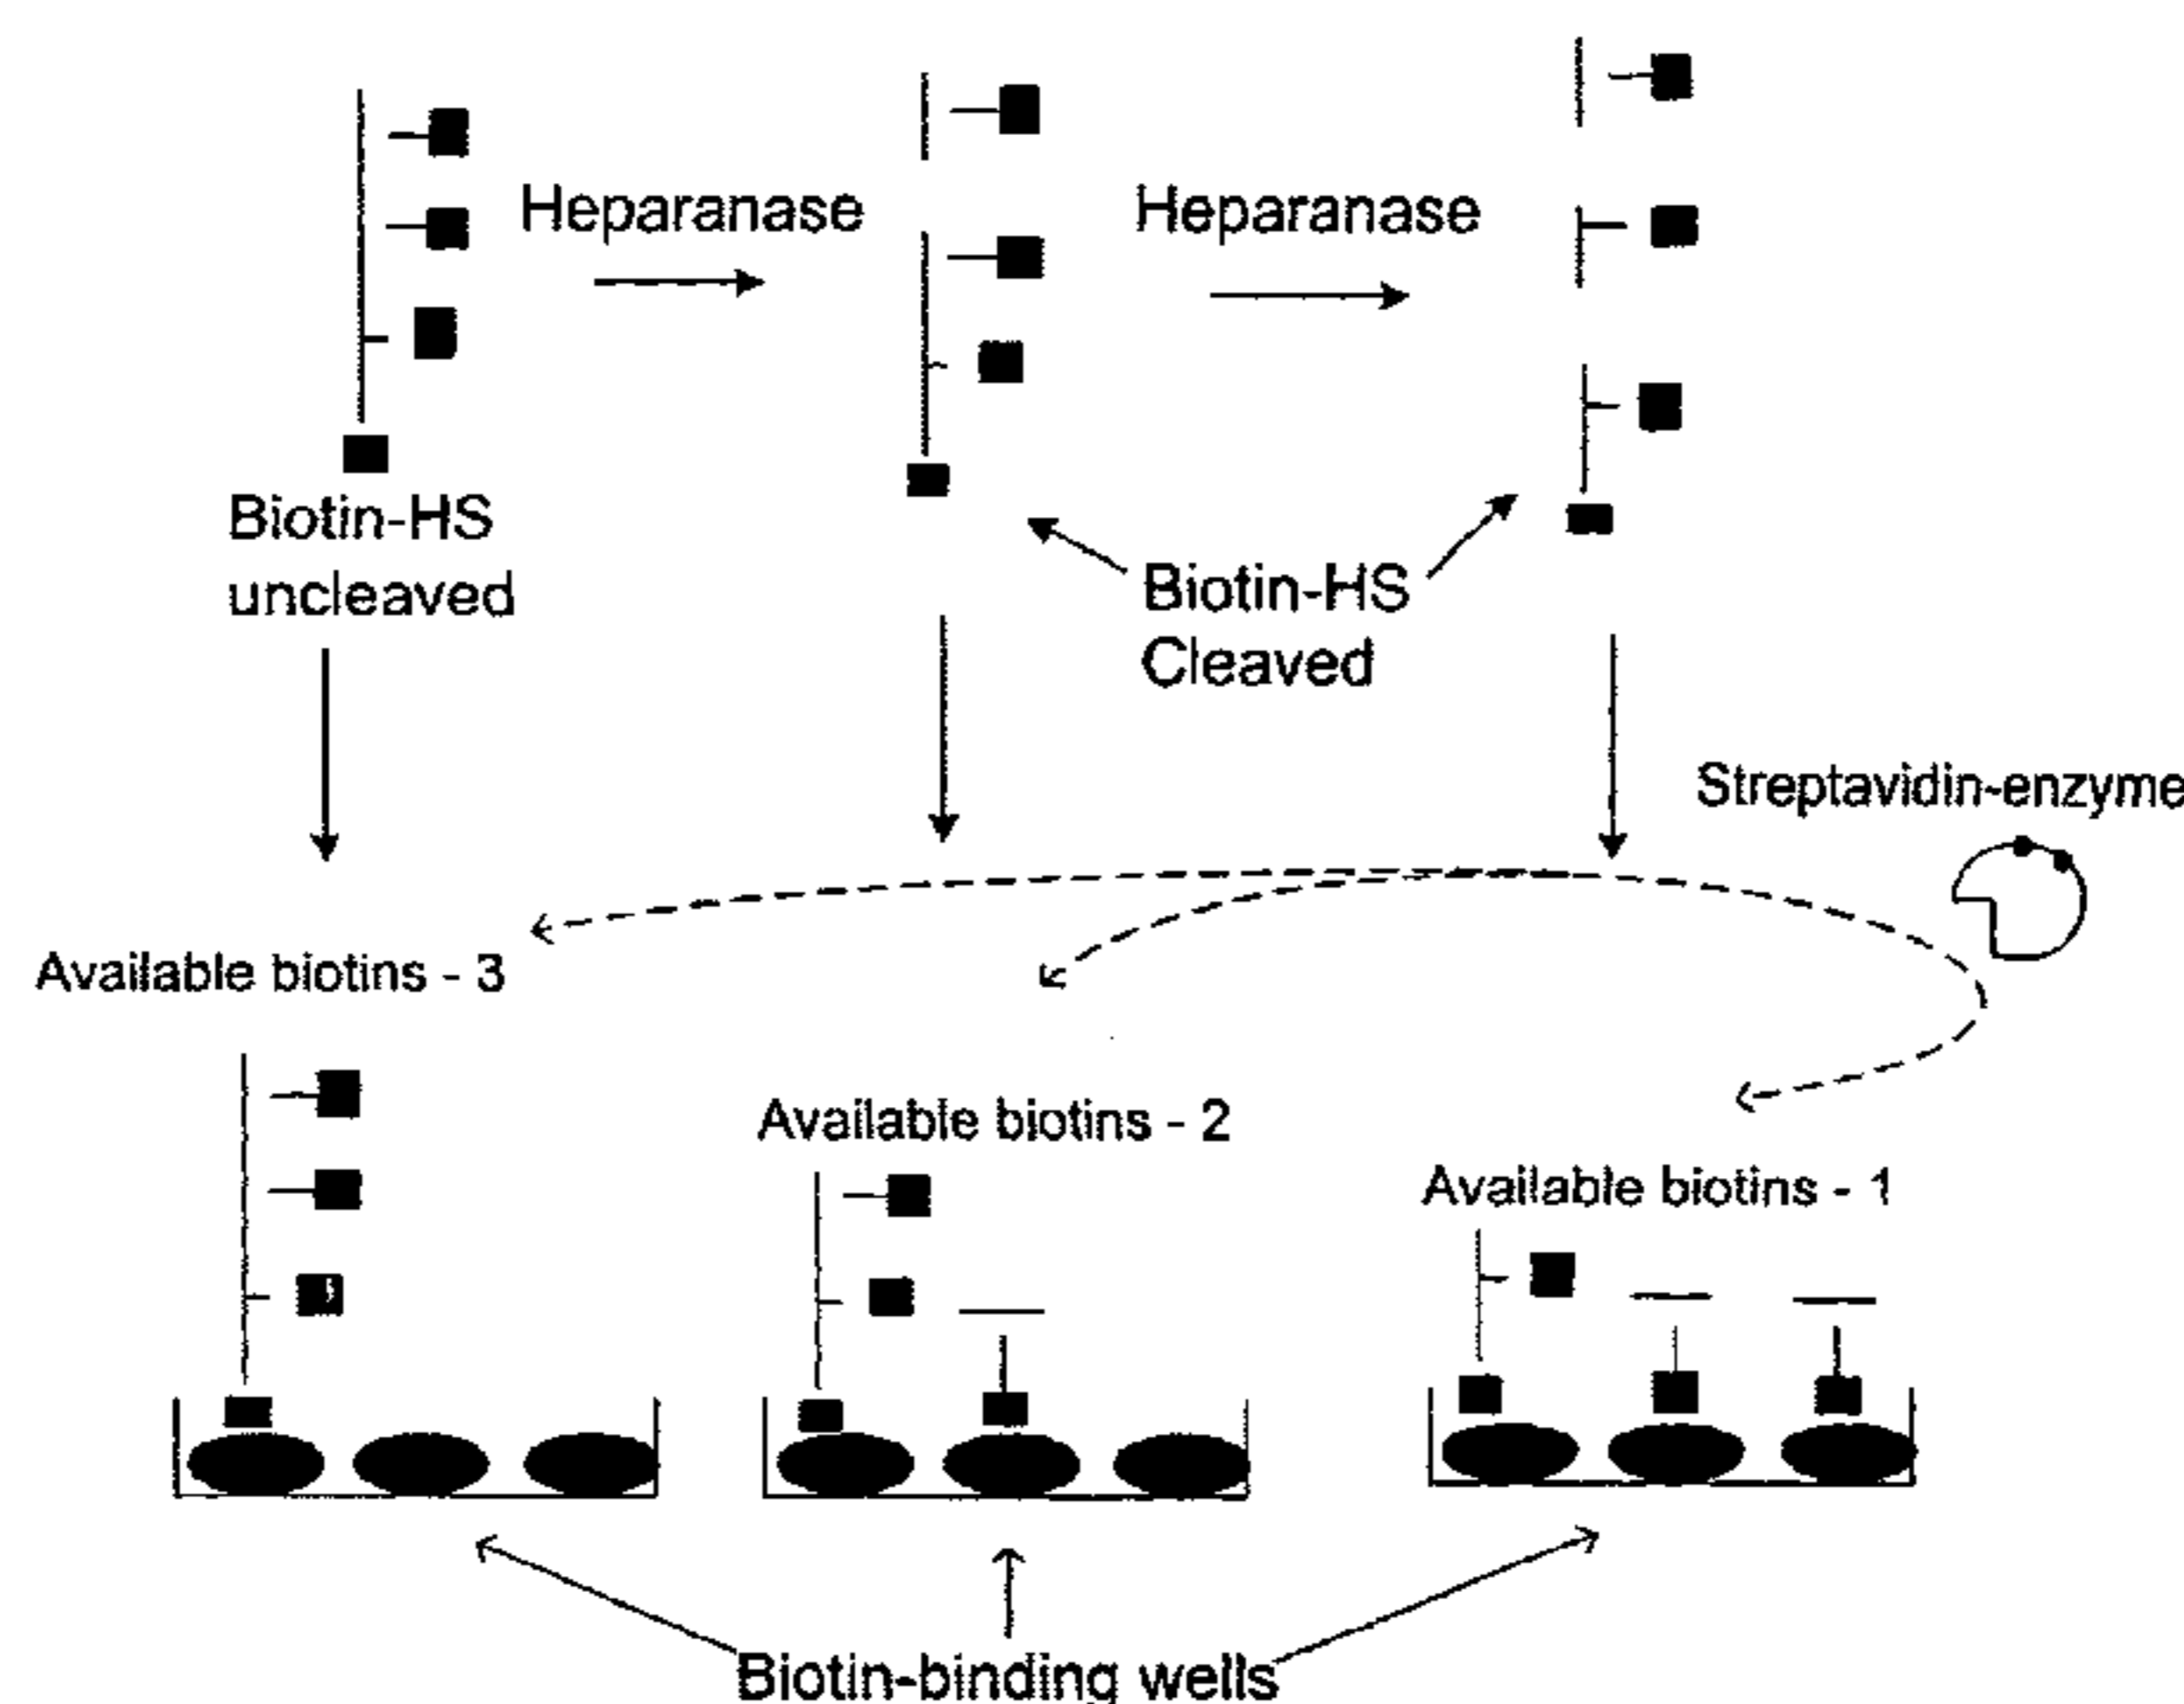 Heparanase
Heparanase
Biotin-HS
uncleaved
Biotin-HS
Cleaved
Streptavidin-enzyme
Available biotins - 3
Available biotins - 2
Available biotins - 1
Biotin-binding wells